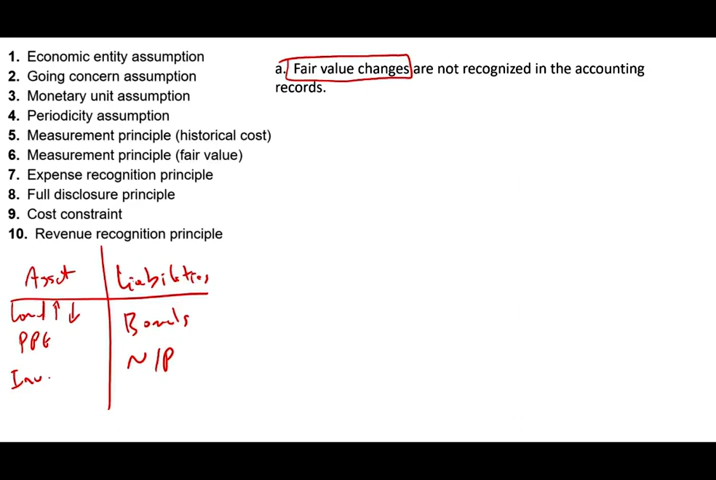 1. Economic entity assumption
2. Going concern assumption
3. Monetary unit assumption
4. Periodicity assumption
5. Measurement principle (historical cost)
6. Measurement principle (fair value)
7. Expense recognition principle
8. Full disclosure principle
9. Cost constraint
10. Revenue recognition principle
a. Fair value changes are not recognized in the accounting
records.
Asset
Land ↑ ↓
PPE
Inv.
Liabilities
Bonds
N/P